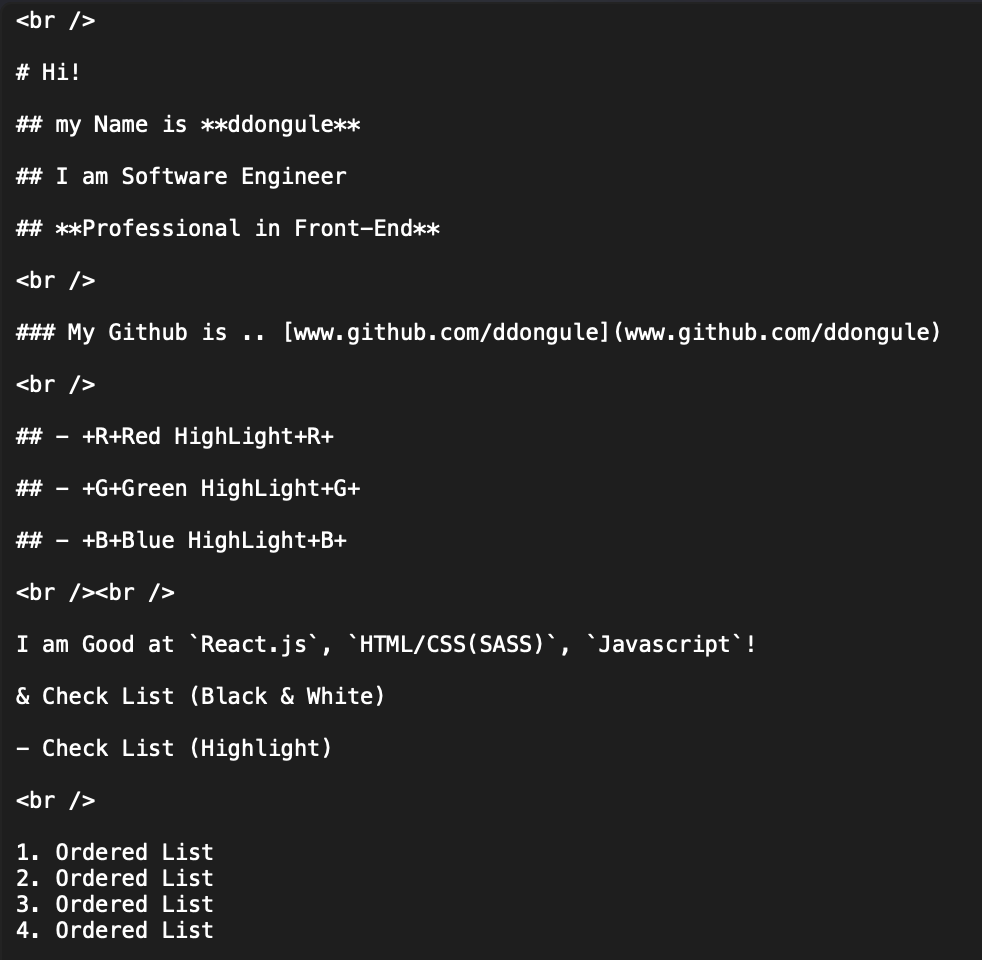 <br />
# Hi!
## my Name is **ddongule**
## I am Software Engineer
## **Professional in Front-End**
<br />
### My Github is .. [www.github.com/ddongule](www.github.com/ddongule)
<br />
## - +R+Red HighLight+R+
## - +G+Green HighLight+G+
## - +B+Blue HighLight+B+
<br /><br />
I am Good at `React.js`, `HTML/CSS(SASS)`, `Javascript`!
& Check List (Black & White)
- Check List (Highlight)
<br />
1. Ordered List
2. Ordered List
3. Ordered List
4. Ordered List